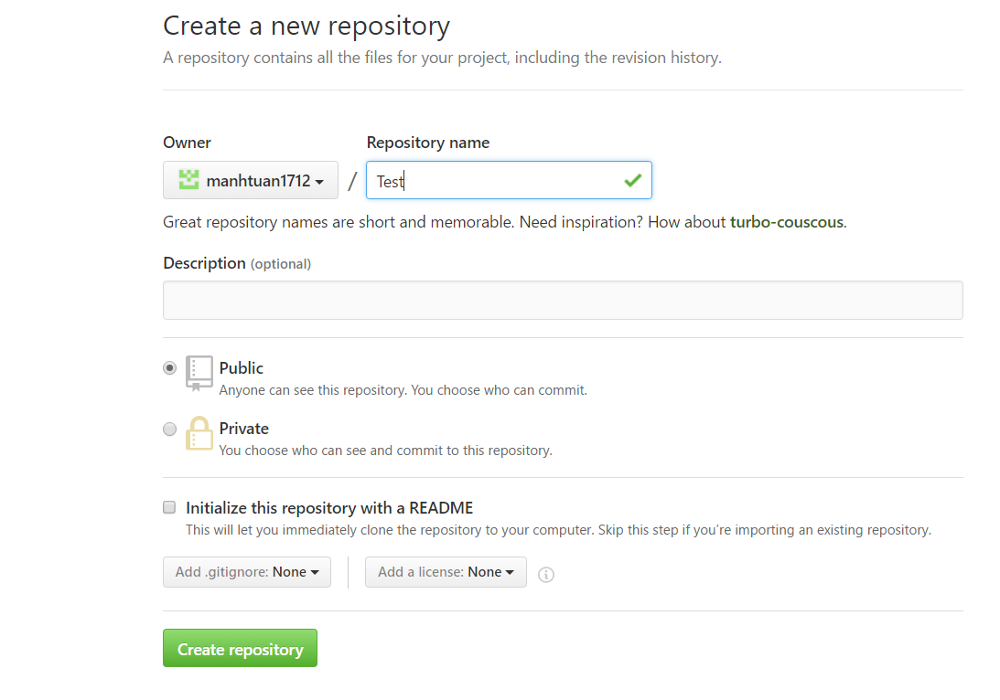 Create a new repository
A repository contains all the files for your project, including the revision history.
Owner
Repository name
manhtuan1712
/
Test
Great repository names are short and memorable. Need inspiration? How about turbo-couscous.
Description (optional)
Public
Anyone can see this repository. You choose who can commit.
Private
You choose who can see and commit to this repository.
Initialize this repository with a README
This will let you immediately clone the repository to your computer. Skip this step if you’re importing an existing repository.
Add .gitignore: None
Add a license: None
Create repository